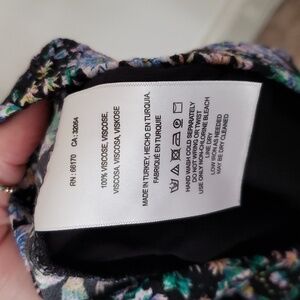 RN : 66170 CA : 32054
100% VISCOSE, VISCOSE,
VISCOSA, VISCOSA, VISKOSE
MADE IN TURKEY, HECHO EN TURQUIA,
FABRIQUÉ EN TURQUIE
HAND WASH COLD SEPARATELY
DO NOT WRING OR TWIST
USE ONLY NON-CHLORINE BLEACH
LINE DRY
LOW IRON AS NEEDED
MAY BE DRY CLEANED